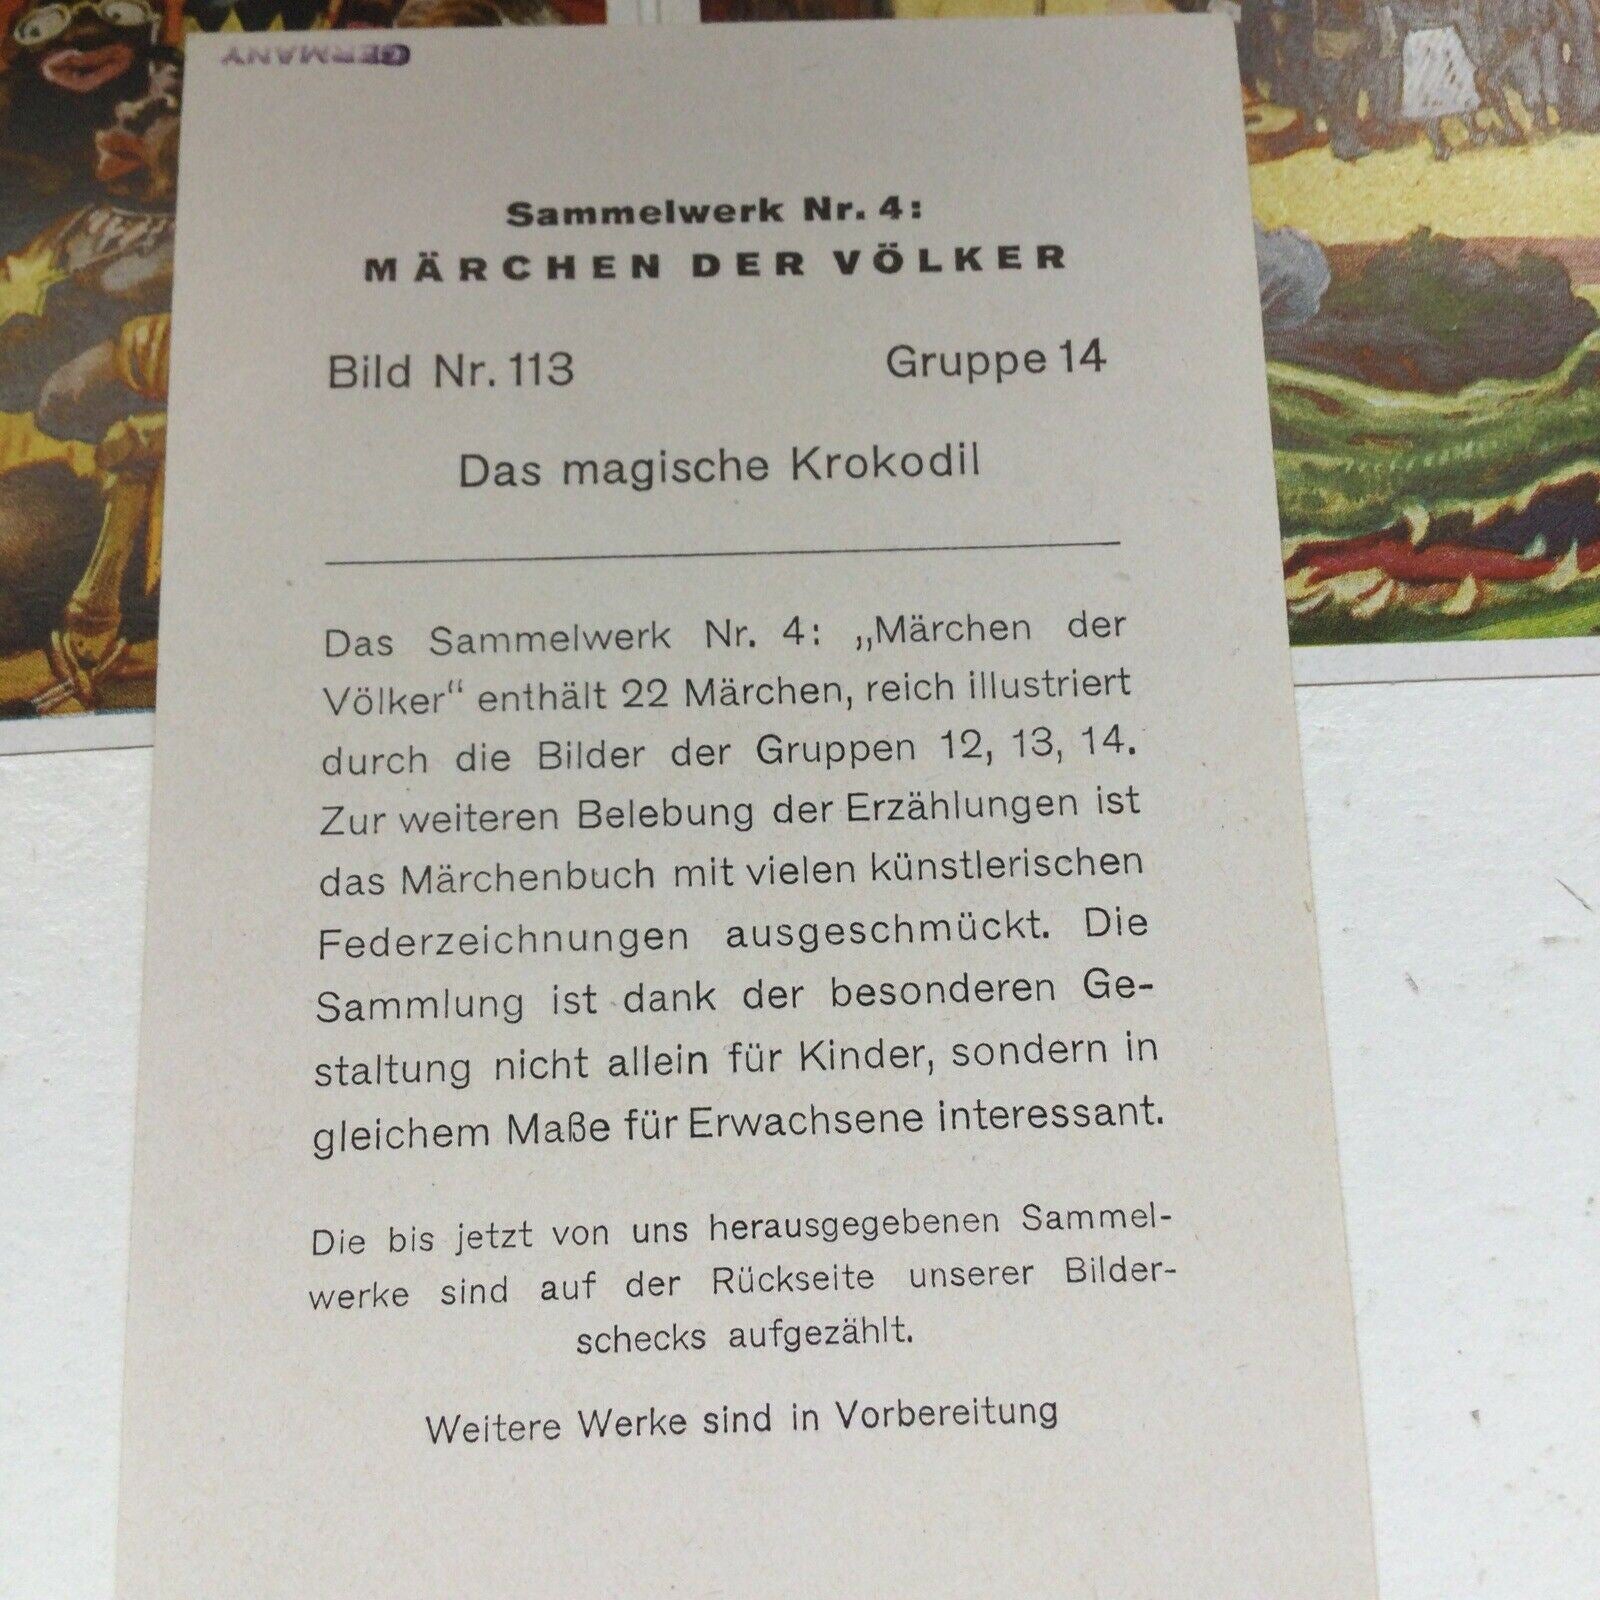 GERMANY
Sammelwerk Nr. 4:
MÄRCHEN DER VÖLKER
Bild Nr. 113 Gruppe 14
Das magische Krokodil
Das Sammelwerk Nr. 4: „Märchen der
Völker“ enthält 22 Märchen, reich illustriert
durch die Bilder der Gruppen 12, 13, 14.
Zur weiteren Belebung der Erzählungen ist
das Märchenbuch mit vielen künstlerischen
Federzeichnungen ausgeschmückt. Die
Sammlung ist dank der besonderen Ge-
staltung nicht allein für Kinder, sondern in
gleichem Maße für Erwachsene interessant.
Die bis jetzt von uns herausgegebenen Sammel-
werke sind auf der Rückseite unserer Bilder-
schecks aufgezählt.
Weitere Werke sind in Vorbereitung